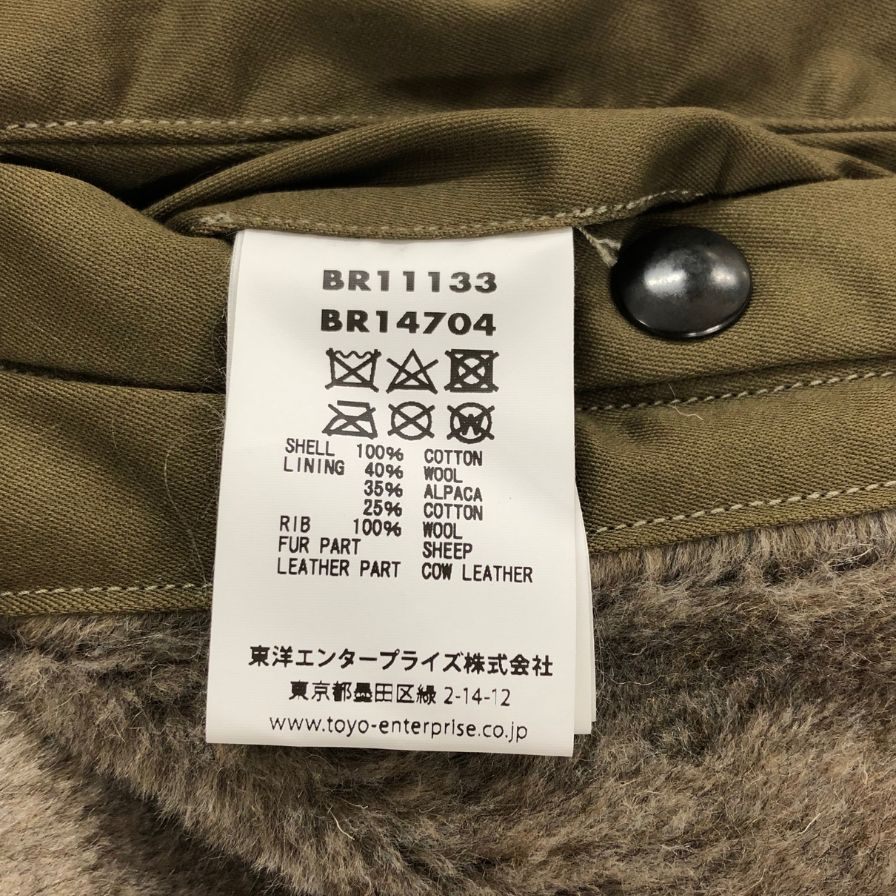 BR11133
BR14704
SHELL 100% COTTON
LINING 40% WOOL
35% ALPACA
25% COTTON
RIB 100% WOOL
FUR PART SHEEP
LEATHER PART COW LEATHER
東洋エンタープライズ株式会社
東京都墨田区緑 2-14-12
www.toyo-enterprise.co.jp